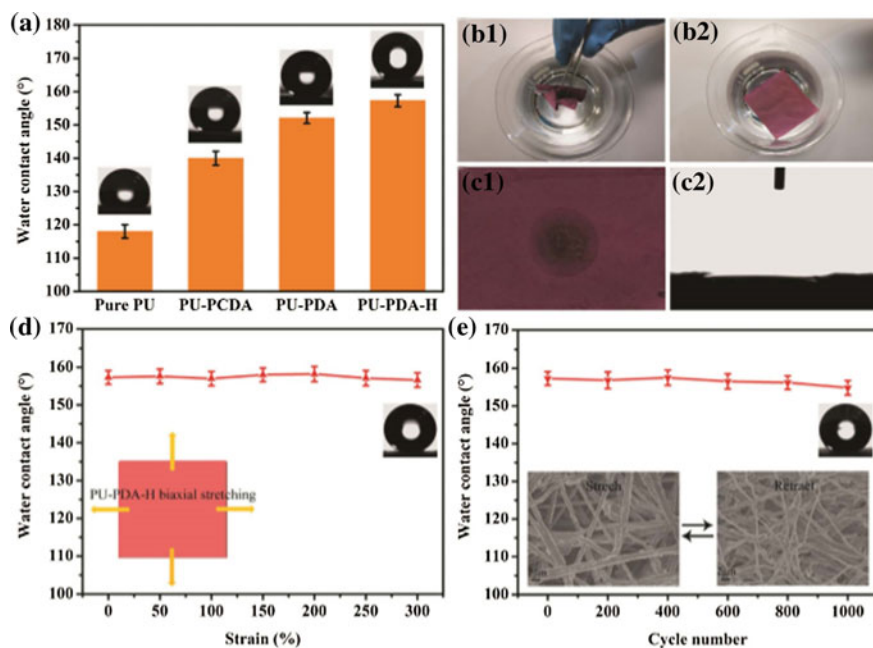 (a)
Water contact angle (°)
180
170
160
150
140
130
120
110
100
Pure PU PU-PCDA PU-PDA PU-PDA-H
(b1)
(b2)
(c1)
(c2)
(d)
Water contact angle (°)
170
160
150
140
130
120
110
100
PU-PDA-H biaxial stretching
0 50 100 150 200 250 300
Strain (%)
(e)
Water contact angle (°)
170
160
150
140
130
120
110
100
Strech
Retract
0 200 400 600 800 1000
Cycle number